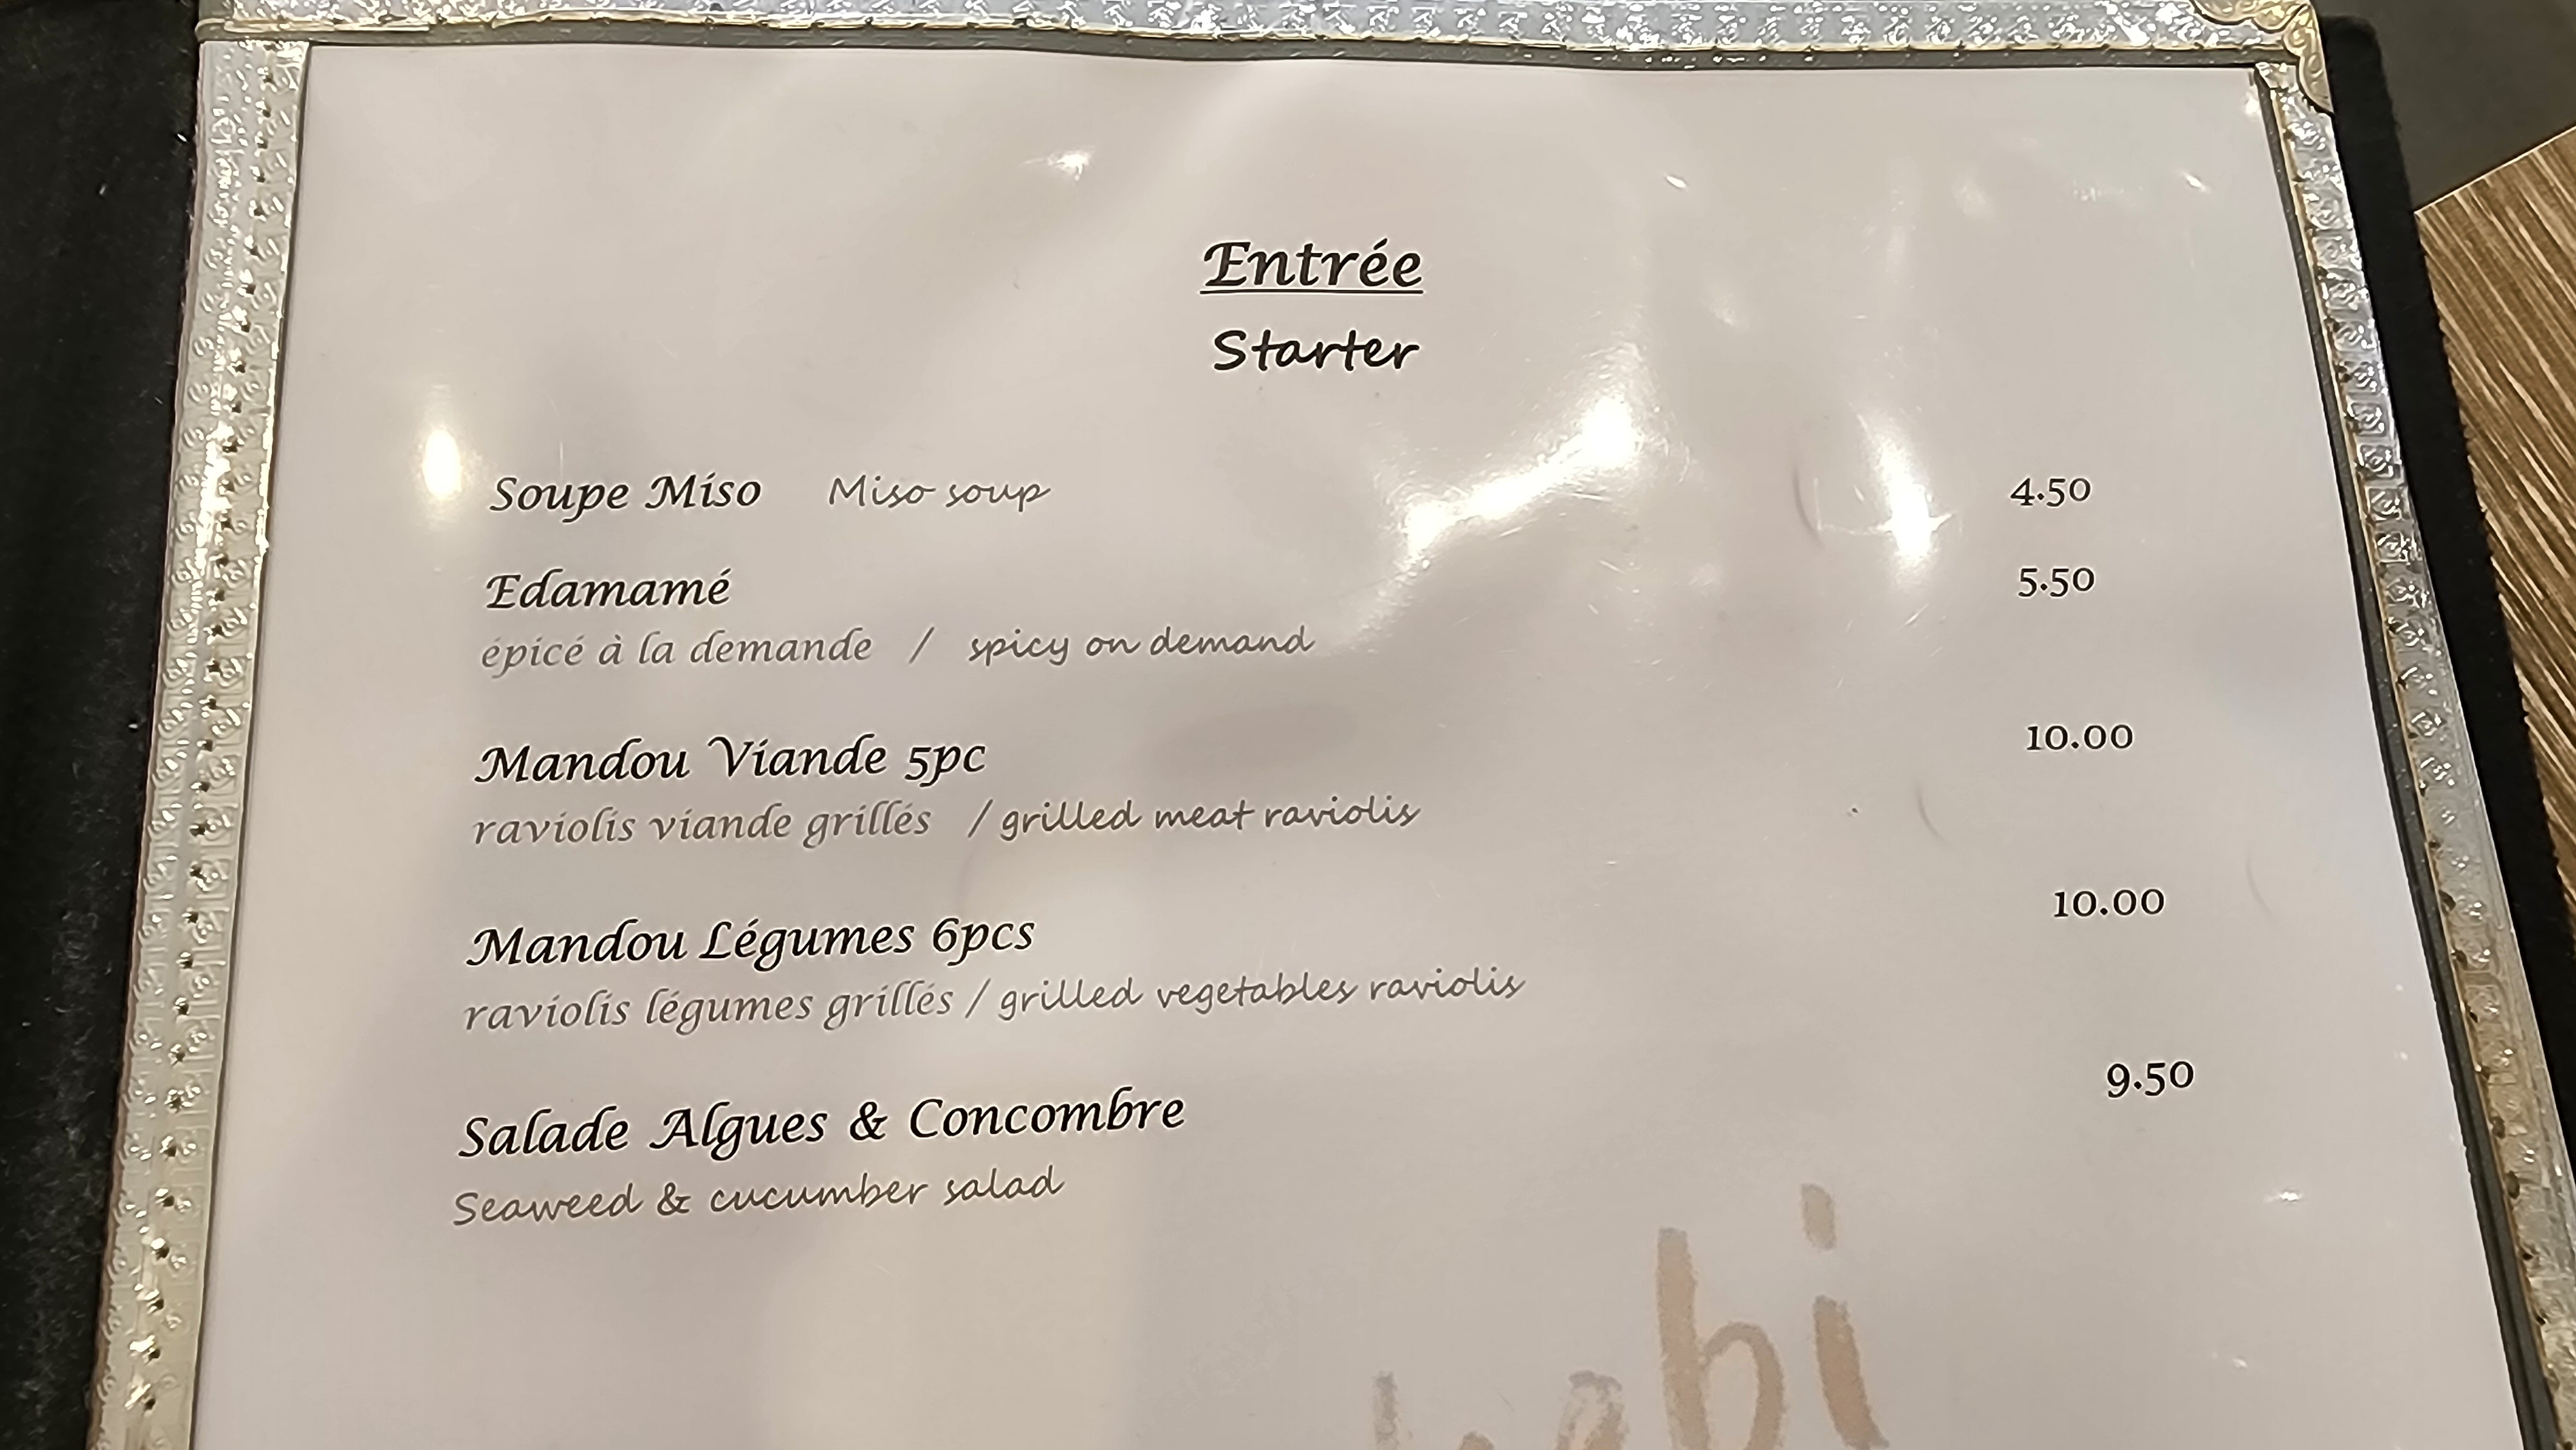 Entrée
Starter
Soupe Miso Miso soup 4.50
Edamamé 5.50
épicé à la demande / spicy on demand
Mandou Viande 5pc 10.00
raviolis viande grillés / grilled meat raviolis
Mandou Légumes 6pcs 10.00
raviolis légumes grillés / grilled vegetables raviolis
Salade Algues & Concombre 9.50
Seaweed & cucumber salad